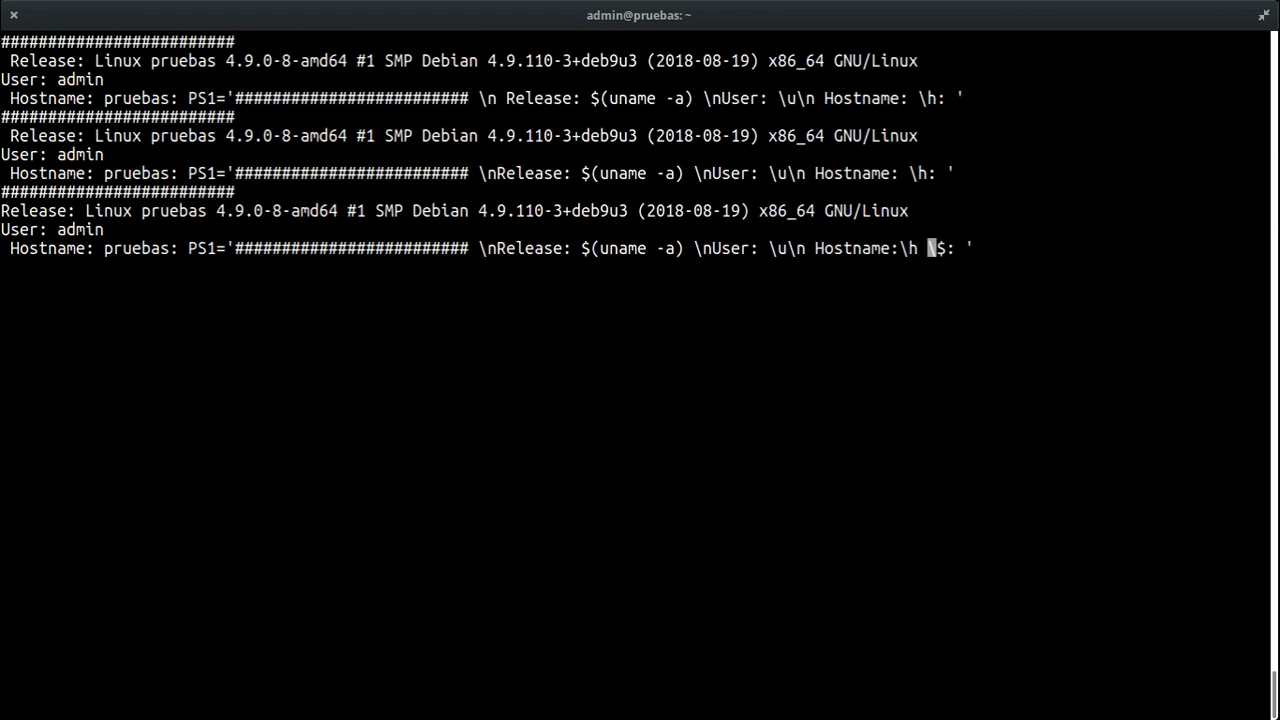 admin@pruebas: ~
#########################
 Release: Linux pruebas 4.9.0-8-amd64 #1 SMP Debian 4.9.110-3+deb9u3 (2018-08-19) x86_64 GNU/Linux
User: admin
 Hostname: pruebas: PS1='######################### \n Release: $(uname -a) \nUser: \u\n Hostname: \h: '
#########################
 Release: Linux pruebas 4.9.0-8-amd64 #1 SMP Debian 4.9.110-3+deb9u3 (2018-08-19) x86_64 GNU/Linux
User: admin
 Hostname: pruebas: PS1='######################### \nRelease: $(uname -a) \nUser: \u\n Hostname: \h: '
#########################
Release: Linux pruebas 4.9.0-8-amd64 #1 SMP Debian 4.9.110-3+deb9u3 (2018-08-19) x86_64 GNU/Linux
User: admin
 Hostname: pruebas: PS1='######################### \nRelease: $(uname -a) \nUser: \u\n Hostname:\h \$: '